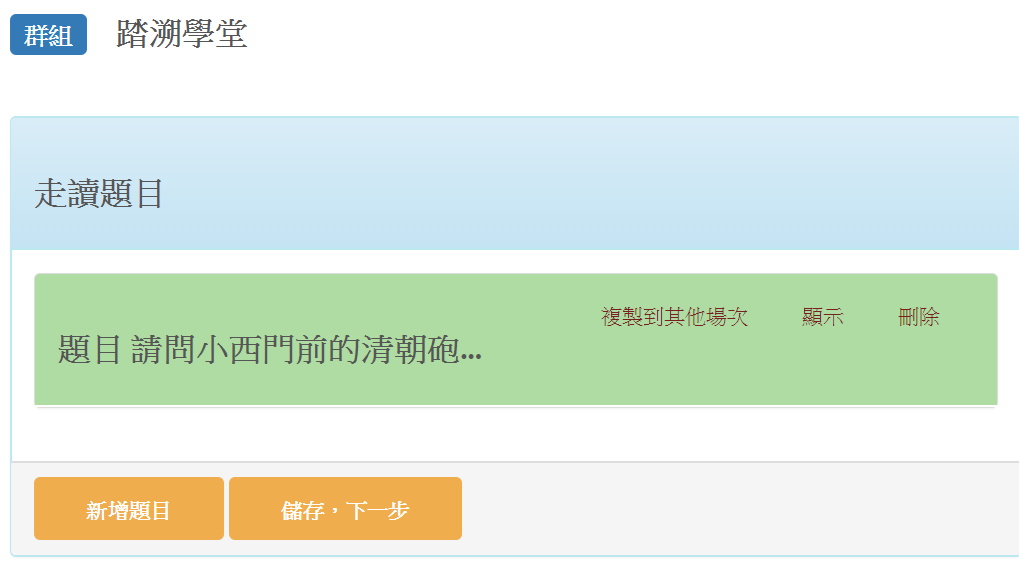 群組 踏溯學堂
走讀題目
複製到其他場次 顯示 刪除
題目 請問小西門前的清朝砲...
新增題目 儲存，下一步